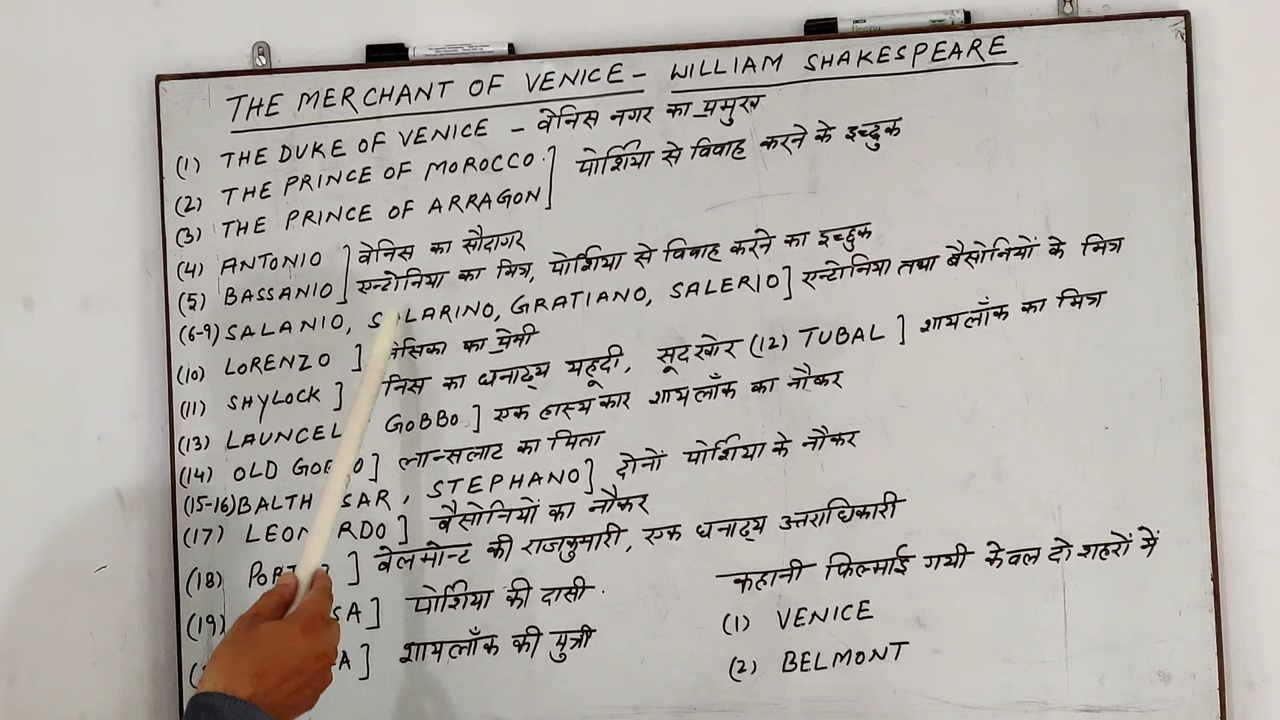 THE MERCHANT OF VENICE - WILLIAM SHAKESPEARE
(1) THE DUKE OF VENICE - वेनिस नगर का प्रमुख
(2) THE PRINCE OF MOROCCO ] पोर्शिया से विवाह करने के इच्छुक
(3) THE PRINCE OF ARRAGON
(4) ANTONIO ] वेनिस का सौदागर
(5) BASSANIO ] एन्टोनिया का मित्र, पोर्शिया से विवाह करने का इच्छुक
(6-9) SALANIO, SALARINO, GRATIANO, SALERIO ] एन्टोनिया तथा बैसोनियों के मित्र
(10) LORENZO ] जेसिका का प्रेमी
(11) SHYLOCK ] निस का धनाढ्य यहूदी, सूदखोर (12) TUBAL ] शायलॉक का मित्र
(13) LAUNCEL GOBBO ] एक हास्यकार शायलॉक का नौकर
(14) OLD GOBBO ] लान्सलाट का पिता
(15-16) BALTH SAR, STEPHANO ] दोनों पोर्शिया के नौकर
(17) LEON RDO ] बैसोनियों का नौकर
(18) PORTIA ] वेलमोन्ट की राजकुमारी, एक धनाढ्य उत्तराधिकारी
(19) SA ] पोर्शिया की दासी.
A ] शायलॉक की पुत्री
कहानी फिल्माई गयी केवल दो शहरों में
(1) VENICE
(2) BELMONT